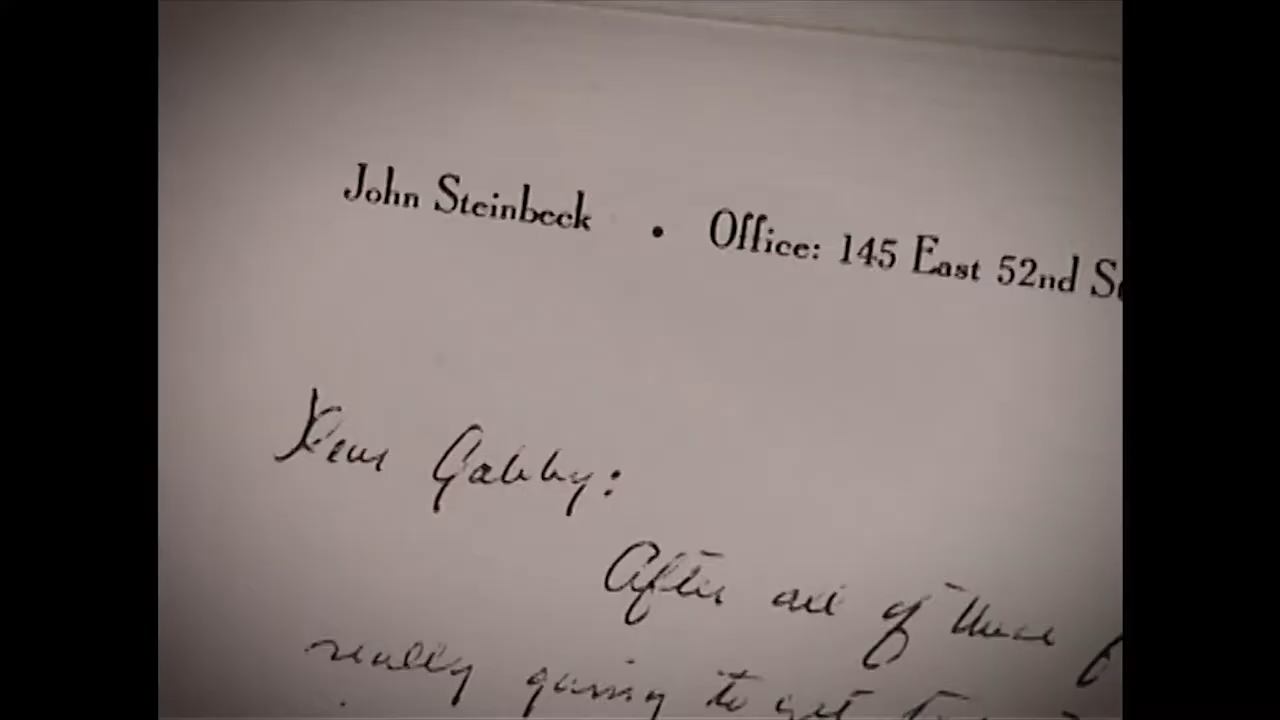 John Steinbeck • Office: 145 East 52nd S
Dear Gabby:
After all of these
really going to get